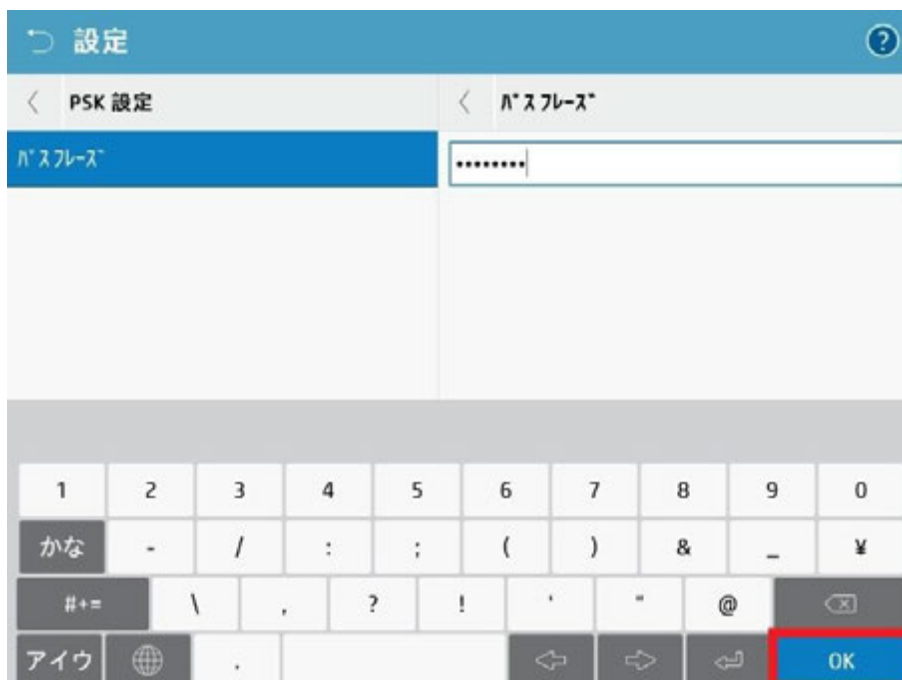 設定 ?
PSK 設定
ﾊﾟｽﾌﾚｰｽﾞ
ﾊﾟｽﾌﾚｰｽﾞ
••••••••
1 2 3 4 5 6 7 8 9 0
かな - / : ; ( ) & _ ¥
#+= \ , ? ! ' " @
アイウ . OK